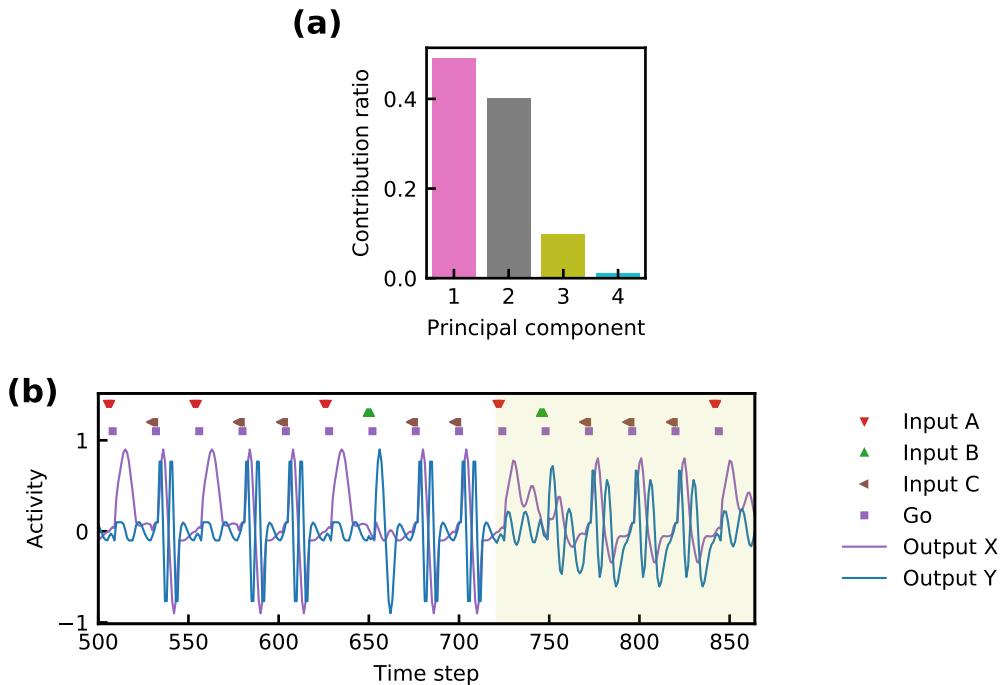 (a)
Contribution ratio
0.4
0.2
0.0
1 2 3 4
Principal component
(b)
Activity
1
0
−1
500 550 600 650 700 750 800 850
Time step
Input A
Input B
Input C
Go
Output X
Output Y